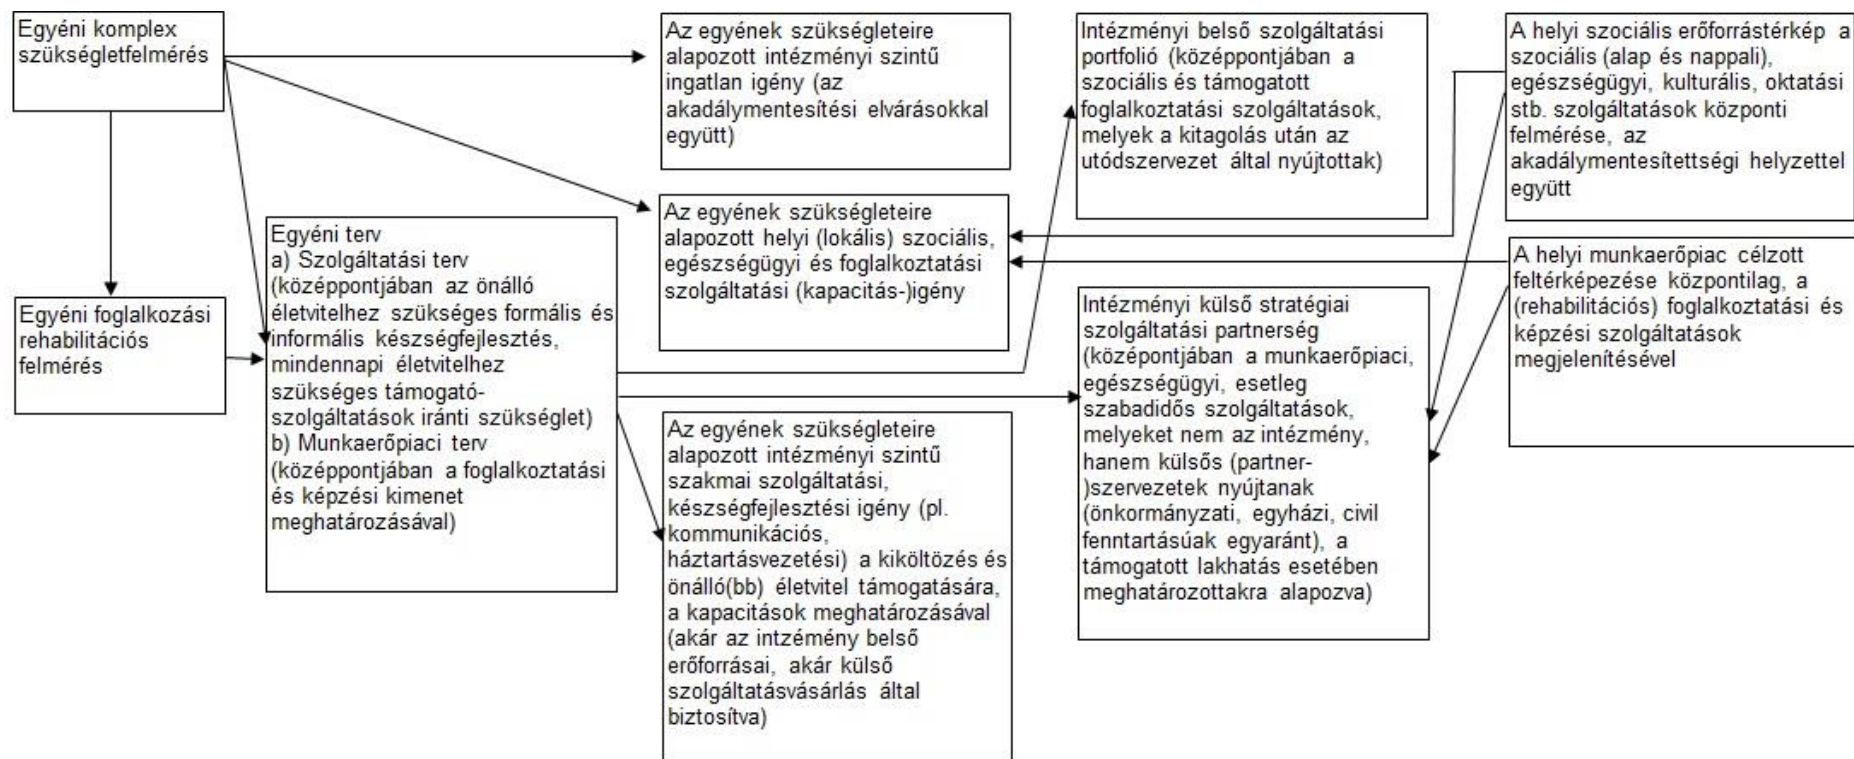 Egyéni komplex
szükségletfelmérés
Egyéni foglalkozási
rehabilitációs
felmérés
Egyéni terv
a) Szolgáltatási terv
(középpontjában az önálló
életvitelhez szükséges formális és
informális készségfejlesztés,
mindennapi életvitelhez
szükséges támogató-
szolgáltatások iránti szükséglet)
b) Munkaerőpiaci terv
(középpontjában a foglalkoztatási
és képzési kimenet
meghatározásával)
Az egyének szükségleteire
alapozott intézményi szintű
ingatlan igény (az
akadálymentesítési elvárásokkal
együtt)
Az egyének szükségleteire
alapozott helyi (lokális) szociális,
egészségügyi és foglalkoztatási
szolgáltatási (kapacitás-)igény
Az egyének szükségleteire
alapozott intézményi szintű
szakmai szolgáltatási,
készségfejlesztési igény (pl.
kommunikációs,
háztartásvezetési) a kiköltözés és
önálló(bb) életvitel támogatására,
a kapacitások meghatározásával
(akár az intzémény belső
erőforrásai, akár külső
szolgáltatásvásárlás által
biztosítva)
Intézményi belső szolgáltatási
portfolió (középpontjában a
szociális és támogatott
foglalkoztatási szolgáltatások,
melyek a kitagolás után az
utódszervezet által nyújtottak)
Intézményi külső stratégiai
szolgáltatási partnerség
(középontjában a munkaerőpiaci,
egészségügyi, esetleg
szabadidős szolgáltatások,
melyeket nem az intézmény,
hanem külsős (partner-
)szervezetek nyújtanak
(önkormányzati, egyházi, civil
fenntartásúak egyaránt), a
támogatott lakhatás esetében
meghatározottakra alapozva)
A helyi szociális erőforrástérkép a
szociális (alap és nappali),
egészségügyi, kulturális, oktatási
stb. szolgáltatások központi
felmérése, az
akadálymentesítettségi helyzettel
együtt
A helyi munkaerőpiac célzott
feltérképezése központilag, a
(rehabilitációs) foglalkoztatási és
képzési szolgáltatások
megjelenítésével